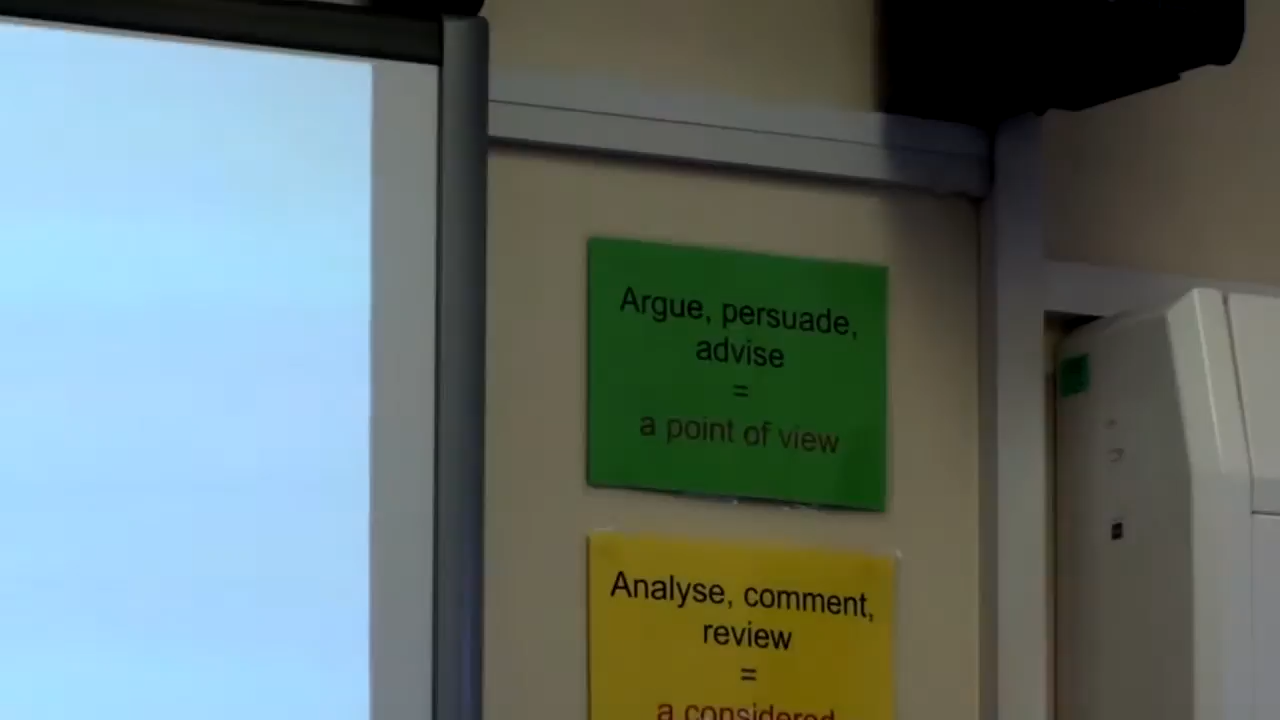 Argue, persuade,
advise
=
a point of view
Analyse, comment,
review
=
a considered